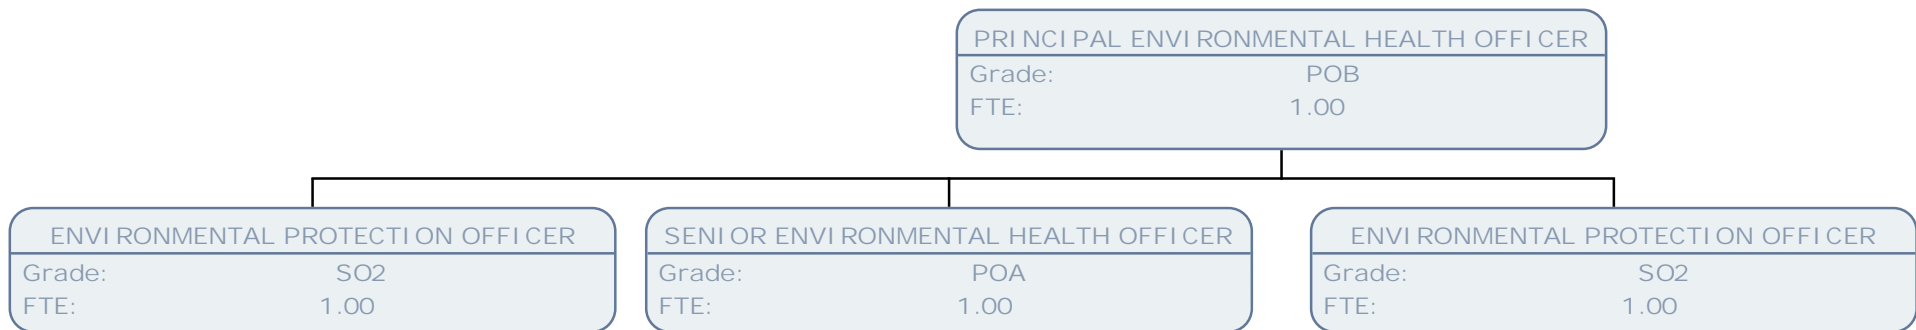 PRINCIPAL ENVIRONMENTAL HEALTH OFFICER
Grade: POB
FTE: 1.00
ENVIRONMENTAL PROTECTION OFFICER
Grade: SO2
FTE: 1.00
SENIOR ENVIRONMENTAL HEALTH OFFICER
Grade: POA
FTE: 1.00
ENVIRONMENTAL PROTECTION OFFICER
Grade: SO2
FTE: 1.00